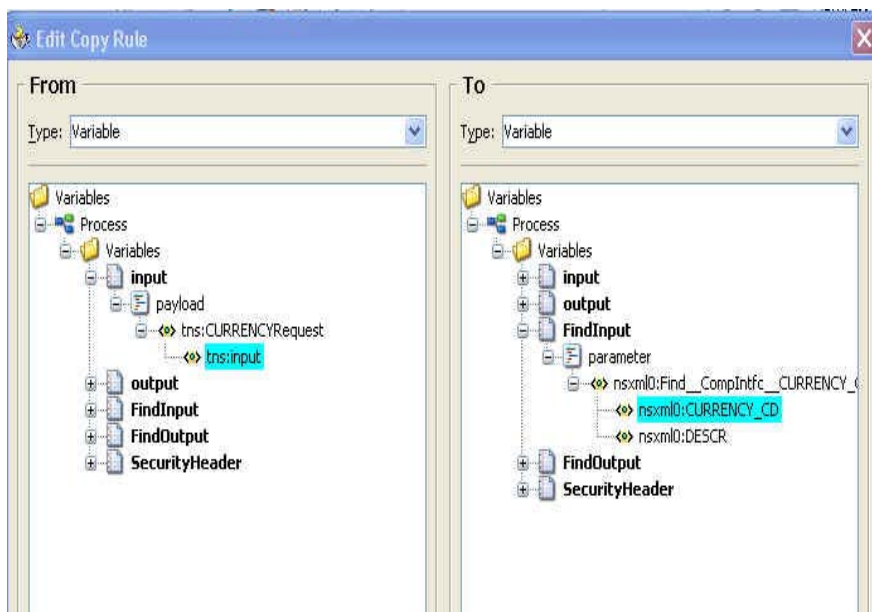 Edit Copy Rule
From
Type: Variable
Variables
Process
Variables
input
payload
tns:CURRENCYRequest
tns:input
output
FindInput
FindOutput
SecurityHeader
To
Type: Variable
Variables
Process
Variables
input
output
FindInput
parameter
nsxml0:Find__CompIntfc__CURRENCY_
nsxml0:CURRENCY_CD
nsxml0:DESCR
FindOutput
SecurityHeader